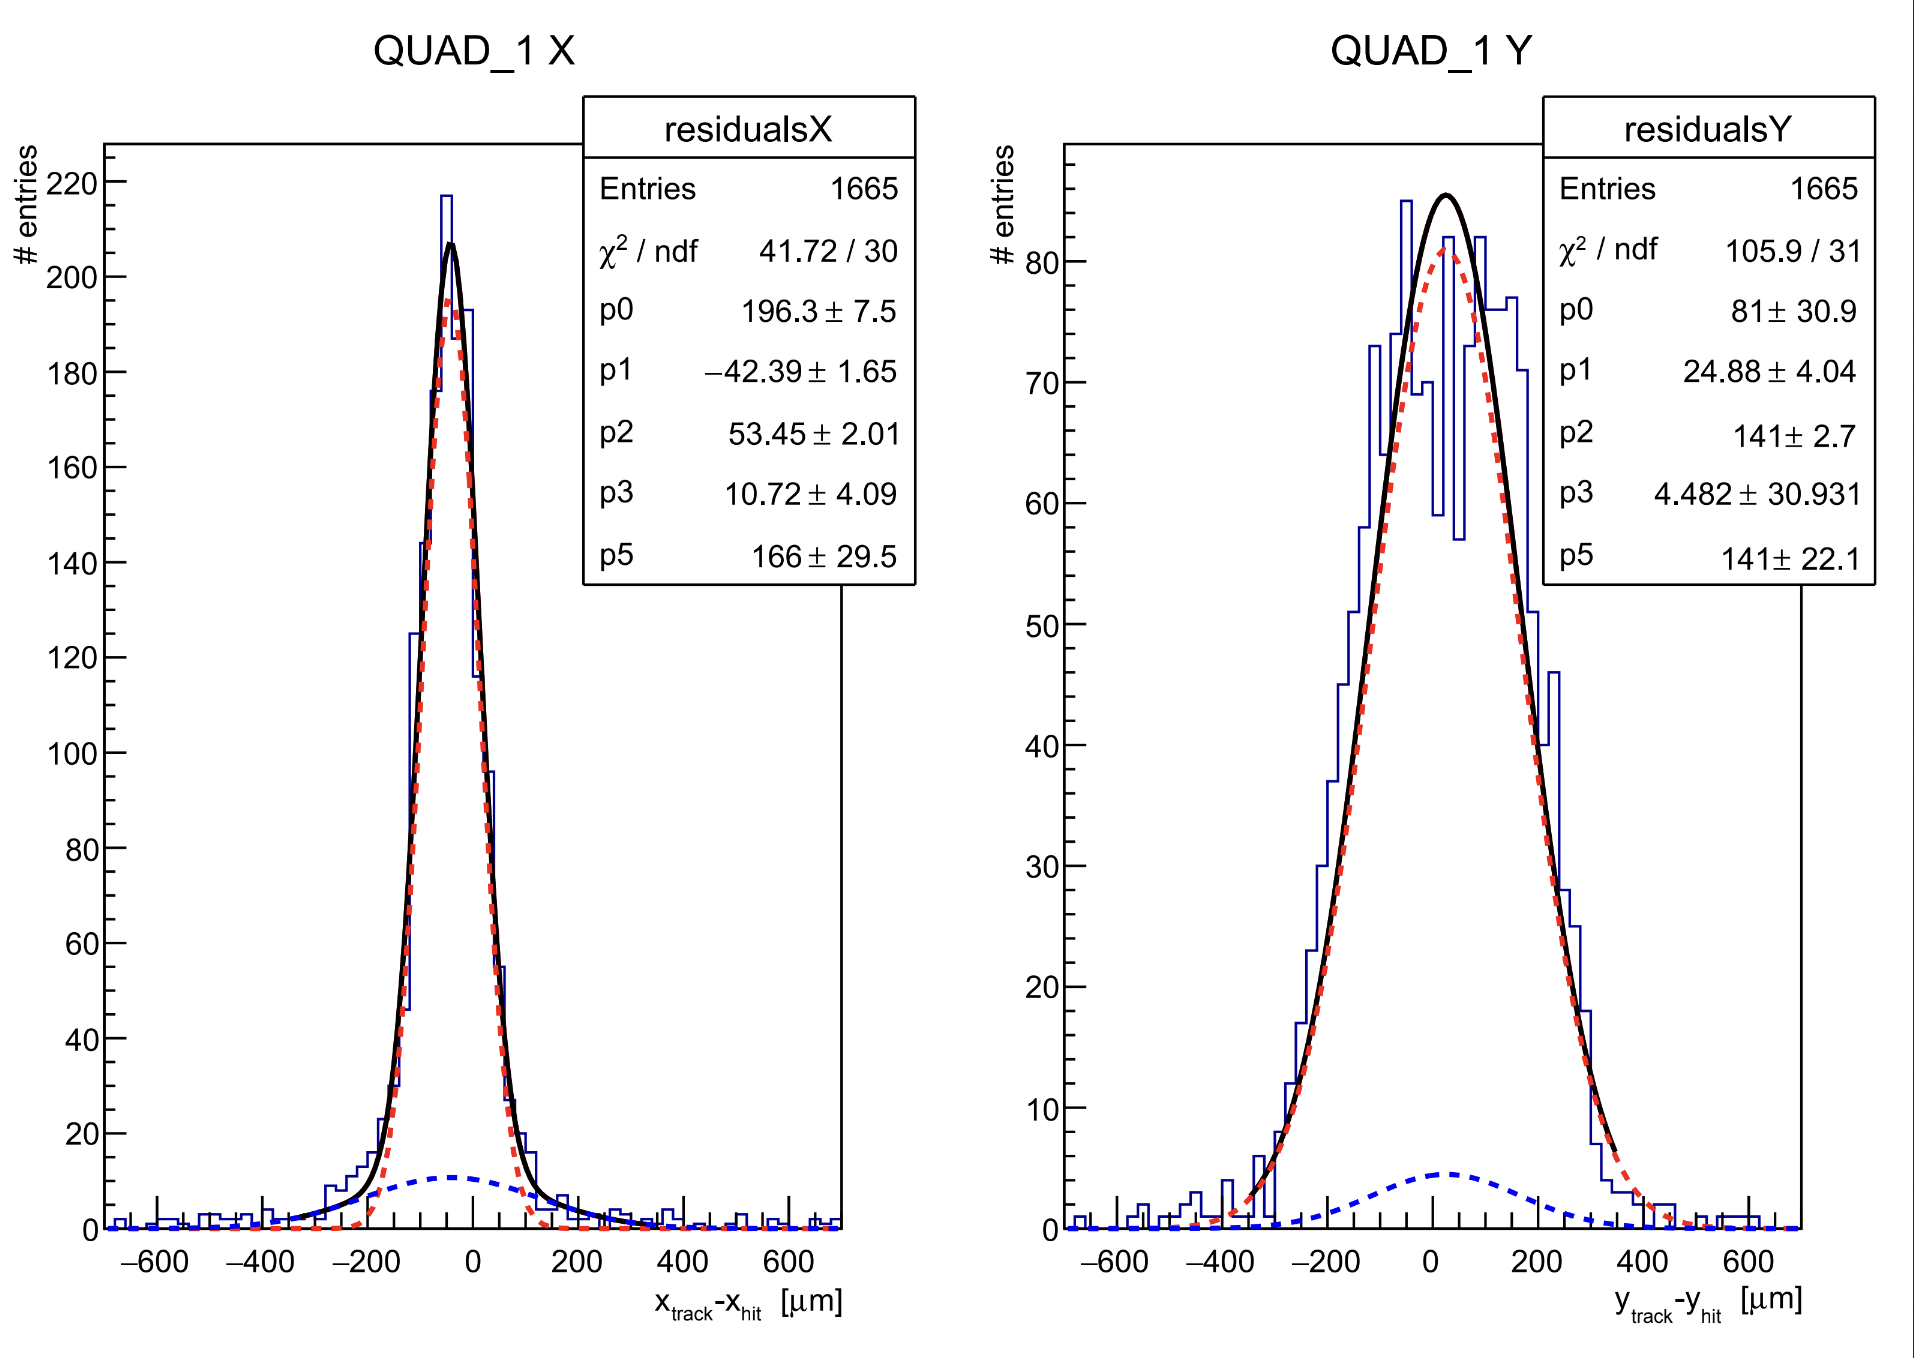 QUAD_1 X
residualsX
Entries 1665
χ² / ndf 41.72 / 30
p0 196.3 ± 7.5
p1 −42.39 ± 1.65
p2 53.45 ± 2.01
p3 10.72 ± 4.09
p5 166 ± 29.5
# entries
220
200
180
160
140
120
100
80
60
40
20
0
−600 −400 −200 0 200 400 600
x_track-x_hit [μm]
QUAD_1 Y
residualsY
Entries 1665
χ² / ndf 105.9 / 31
p0 81± 30.9
p1 24.88 ± 4.04
p2 141± 2.7
p3 4.482 ± 30.931
p5 141± 22.1
# entries
80
70
60
50
40
30
20
10
0
−600 −400 −200 0 200 400 600
y_track-y_hit [μm]